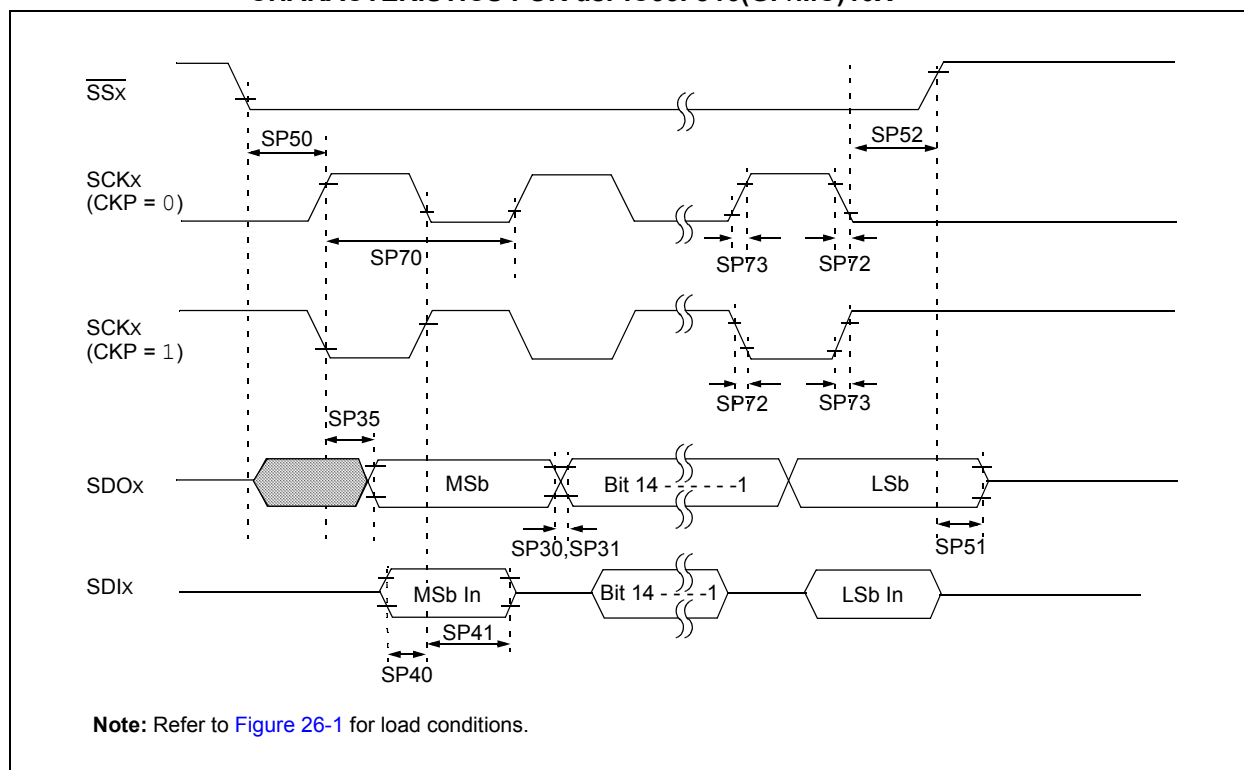 SSx
SP50
SP52
SCKx
(CKP = 0)
SP70
SP73
SP72
SCKx
(CKP = 1)
SP72
SP73
SP35
SDOx
MSb
Bit 14 - - - - - - -1
LSb
SP30,SP31
SP51
SDIx
MSb In
Bit 14 - - - -1
LSb In
SP41
SP40
Note: Refer to Figure 26-1 for load conditions.